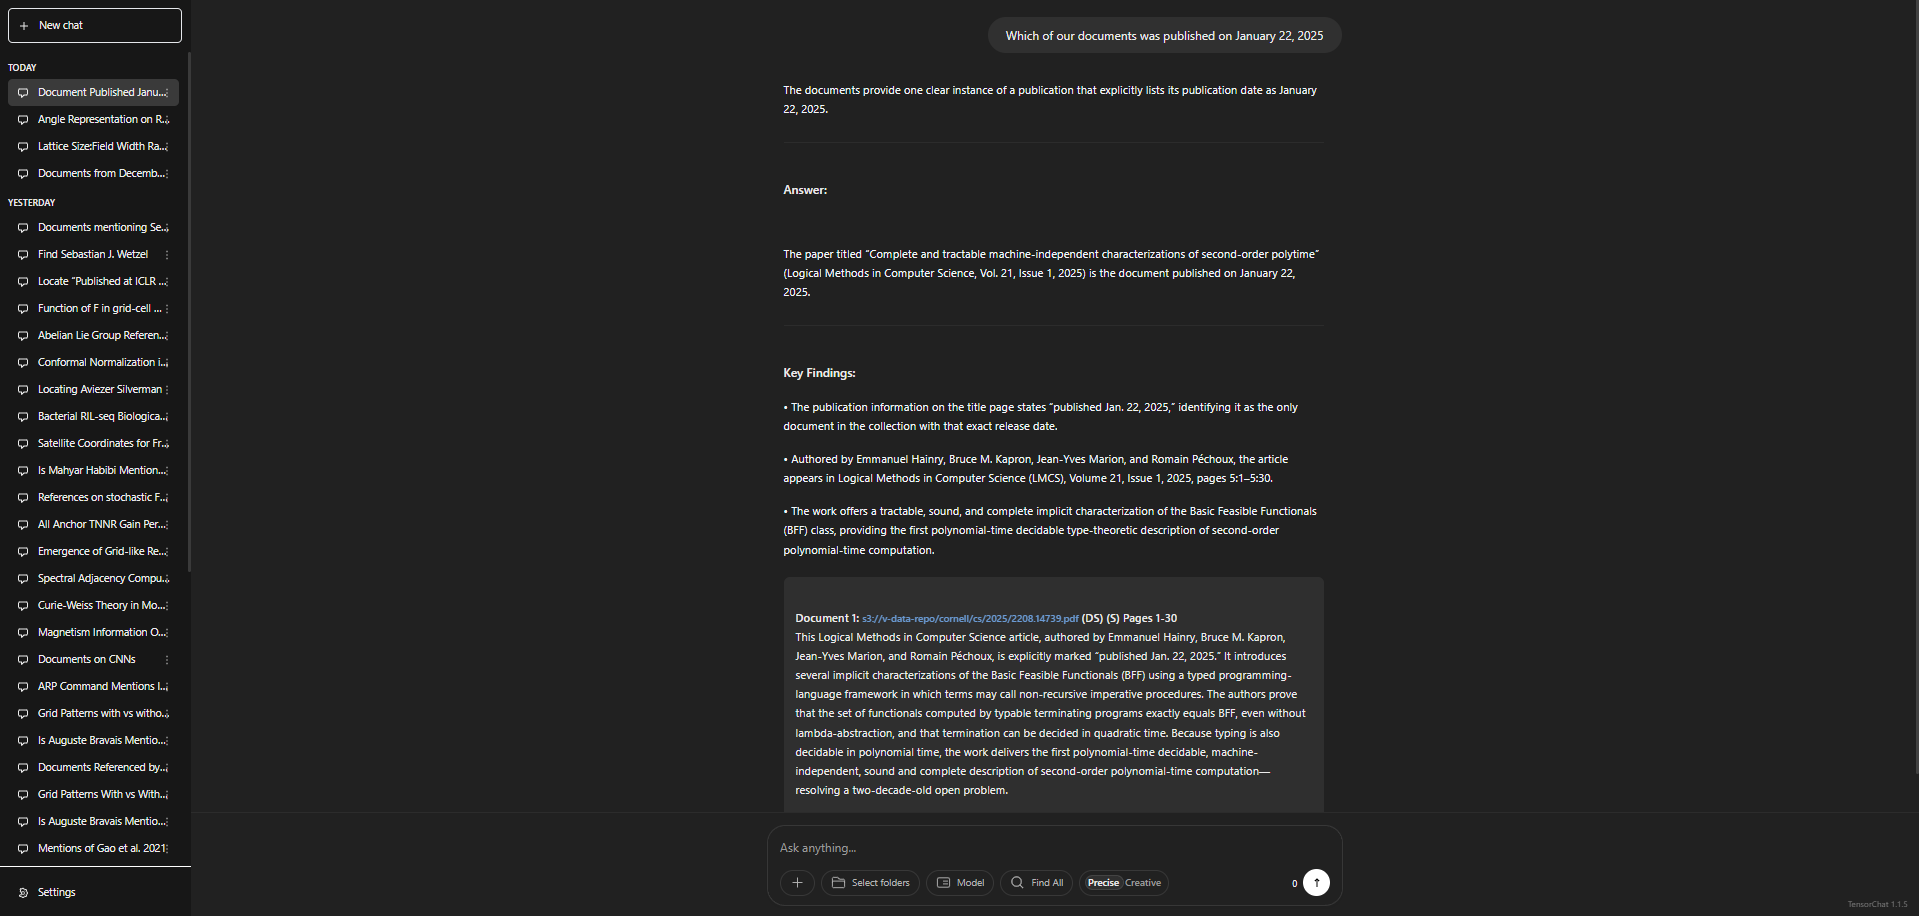 New chat
TODAY
Document Published Janu...
Angle Representation on R...
Lattice Size:Field Width Ra...
Documents from Decemb...
YESTERDAY
Documents mentioning Se...
Find Sebastian J. Wetzel
Locate “Published at ICLR ...
Function of F in grid-cell ...
Abelian Lie Group Referen...
Conformal Normalization i...
Locating Aviezer Silverman
Bacterial RIL-seq Biologica...
Satellite Coordinates for Fr...
Is Mahyar Habibi Mention...
References on stochastic F...
All Anchor TNNR Gain Per...
Emergence of Grid-like Re...
Spectral Adjacency Compu...
Curie-Weiss Theory in Mo...
Magnetism Information O...
Documents on CNNs
ARP Command Mentions I...
Grid Patterns with vs witho...
Is Auguste Bravais Mentio...
Documents Referenced by...
Grid Patterns With vs With...
Is Auguste Bravais Mentio...
Mentions of Gao et al. 2021
Settings
Which of our documents was published on January 22, 2025
The documents provide one clear instance of a publication that explicitly lists its publication date as January
22, 2025.
Answer:
The paper titled “Complete and tractable machine-independent characterizations of second-order polytime”
(Logical Methods in Computer Science, Vol. 21, Issue 1, 2025) is the document published on January 22,
2025.
Key Findings:
• The publication information on the title page states “published Jan. 22, 2025,” identifying it as the only
document in the collection with that exact release date.
• Authored by Emmanuel Hainry, Bruce M. Kapron, Jean-Yves Marion, and Romain Péchoux, the article
appears in Logical Methods in Computer Science (LMCS), Volume 21, Issue 1, 2025, pages 5:1–5:30.
• The work offers a tractable, sound, and complete implicit characterization of the Basic Feasible Functionals
(BFF) class, providing the first polynomial-time decidable type-theoretic description of second-order
polynomial-time computation.
Document 1: s3://v-data-repo/cornell/cs/2025/2208.14739.pdf (DS) (S) Pages 1-30
This Logical Methods in Computer Science article, authored by Emmanuel Hainry, Bruce M. Kapron,
Jean-Yves Marion, and Romain Péchoux, is explicitly marked “published Jan. 22, 2025.” It introduces
several implicit characterizations of the Basic Feasible Functionals (BFF) using a typed programming-
language framework in which terms may call non-recursive imperative procedures. The authors prove
that the set of functionals computed by typable terminating programs exactly equals BFF, even without
lambda-abstraction, and that termination can be decided in quadratic time. Because typing is also
decidable in polynomial time, the work delivers the first polynomial-time decidable, machine-
independent, sound and complete description of second-order polynomial-time computation—
resolving a two-decade-old open problem.
Ask anything...
Select folders
Model
Find All
Precise Creative
0
TensorChat 1.1.5